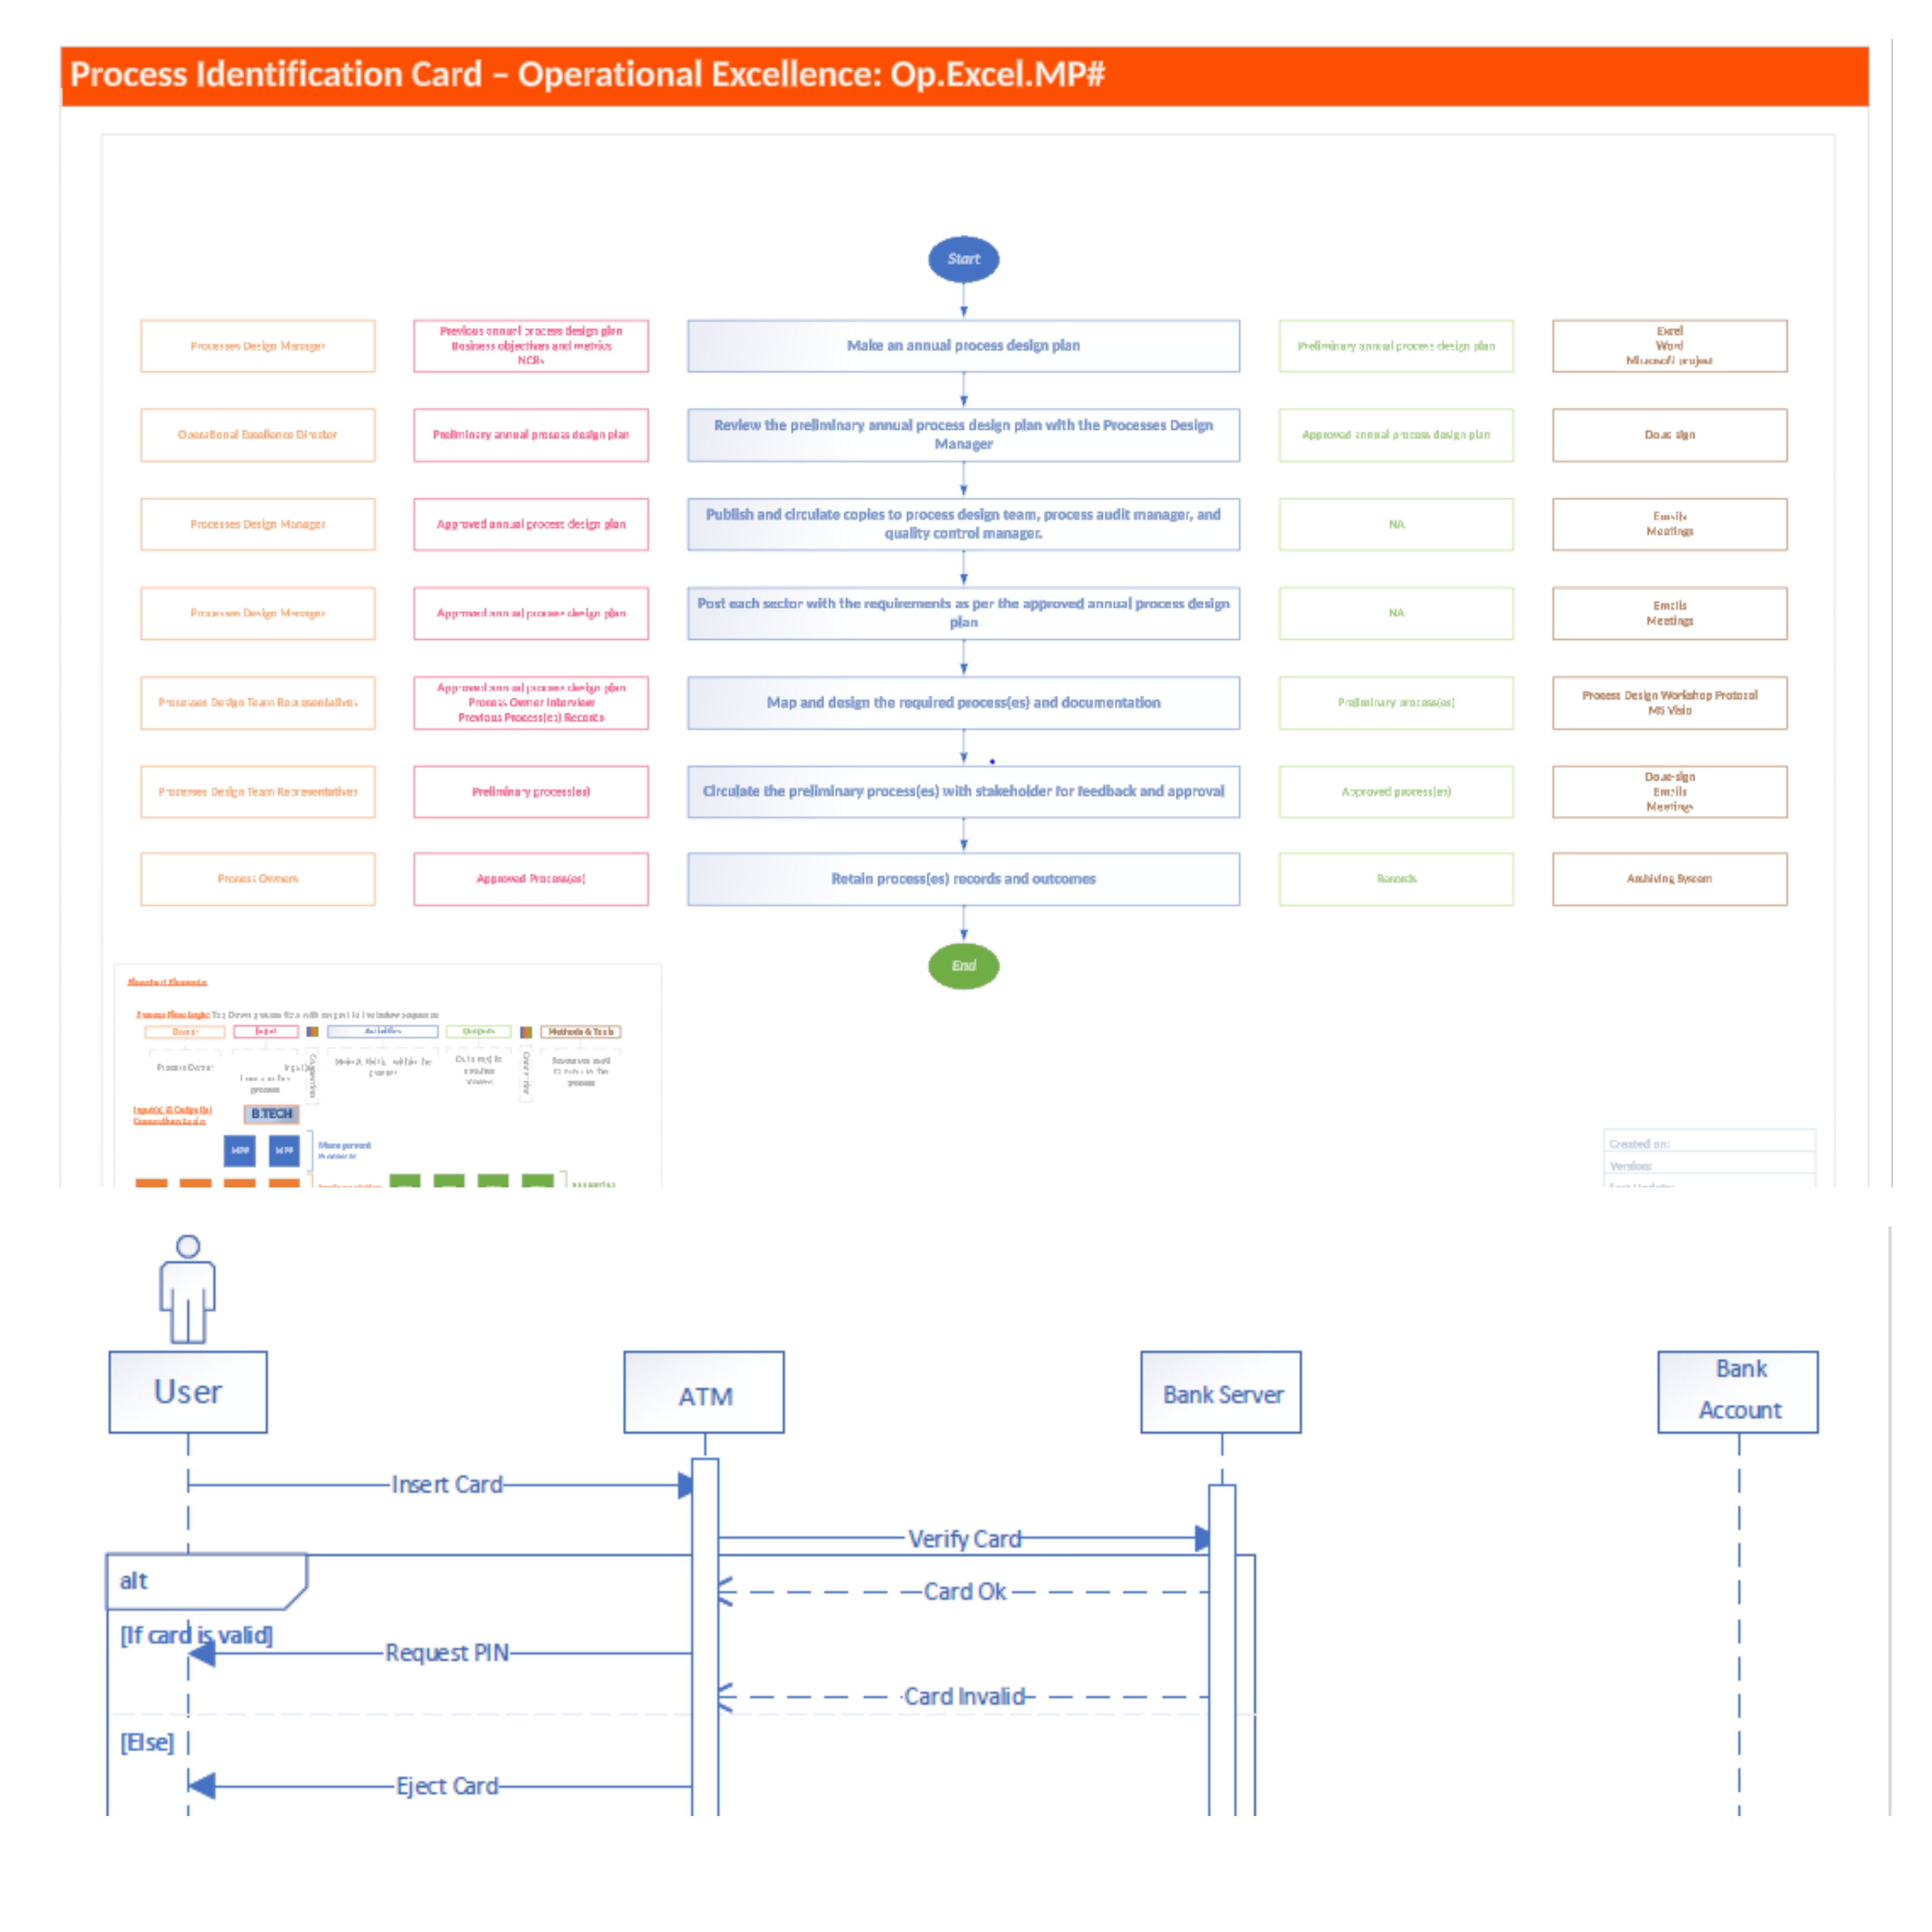 Process Identification Card – Operational Excellence: Op.Excel.MP#
Start
Processes Design Manager
Previous annual process design plan
Business objectives and metrics
NCRs
Make an annual process design plan
Preliminary annual process design plan
Excel
Word
Microsoft project
Operational Excellence Director
Preliminary annual process design plan
Review the preliminary annual process design plan with the Processes Design
Manager
Approved annual process design plan
Docu-sign
Processes Design Manager
Approved annual process design plan
Publish and circulate copies to process design team, process audit manager, and
quality control manager.
NA
Emails
Meetings
Processes Design Manager
Approved annual process design plan
Post each sector with the requirements as per the approved annual process design
plan
NA
Emails
Meetings
Processes Design Team Representatives
Approved annual process design plan
Process Owner Interview
Previous Process(es) Records
Map and design the required process(es) and documentation
Preliminary process(es)
Process Design Workshop Protocol
MS Visio
Processes Design Team Representatives
Preliminary process(es)
Circulate the preliminary process(es) with stakeholder for feedback and approval
Approved process(es)
Docu-sign
Emails
Meetings
Process Owners
Approved Process(es)
Retain process(es) records and outcomes
Records
Archiving System
End
Owner
Input
Activities
Outputs
Methods & Tools
Process Owner
process
B.TECH
Management
Created on:
Version:
User
ATM
Bank Server
Bank
Account
Insert Card
Verify Card
alt
Card Ok
[If card is valid]
Request PIN
Card Invalid
[Else]
Eject Card